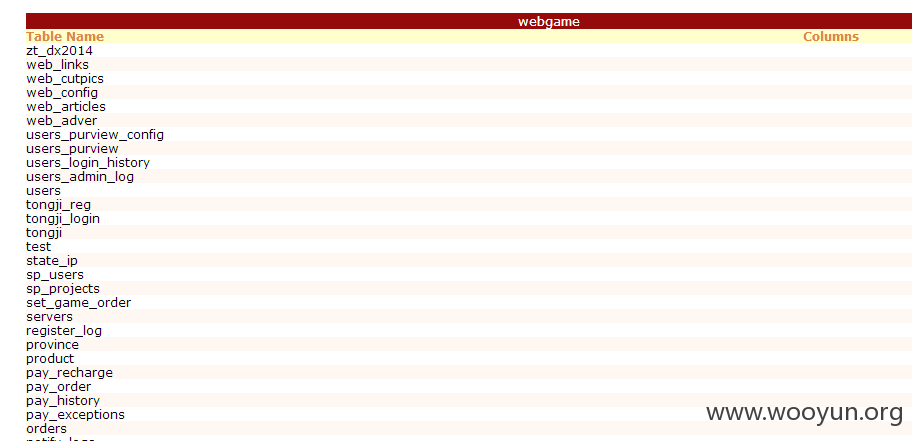 webgame
Table Name Columns
zt_dx2014
web_links
web_cutpics
web_config
web_articles
web_adver
users_purview_config
users_purview
users_login_history
users_admin_log
users
tongji_reg
tongji_login
tongji
test
state_ip
sp_users
sp_projects
set_game_order
servers
register_log
province
product
pay_recharge
pay_order
pay_history
pay_exceptions
orders
www.wooyun.org